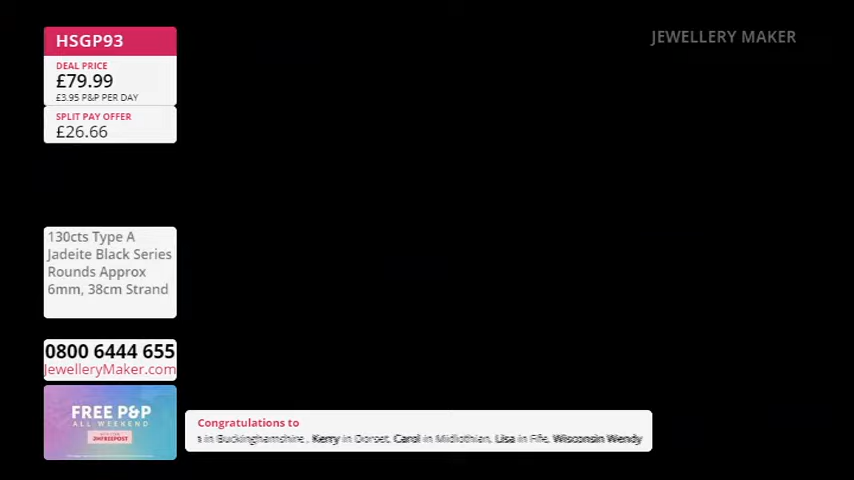 HSGP93
JEWELLERY MAKER
DEAL PRICE
£79.99
£3.95 P&P PER DAY
SPLIT PAY OFFER
£26.66
130cts Type A
Jadeite Black Series
Rounds Approx
6mm, 38cm Strand
0800 6444 655
JewelleryMaker.com
FREE P&P
ALL WEEKEND
JMFREEPOST
Congratulations to
in Buckinghamshire, Kerry in Dorset, Carol in Midlothian, Lisa in Fife, Wisconsin Wendy